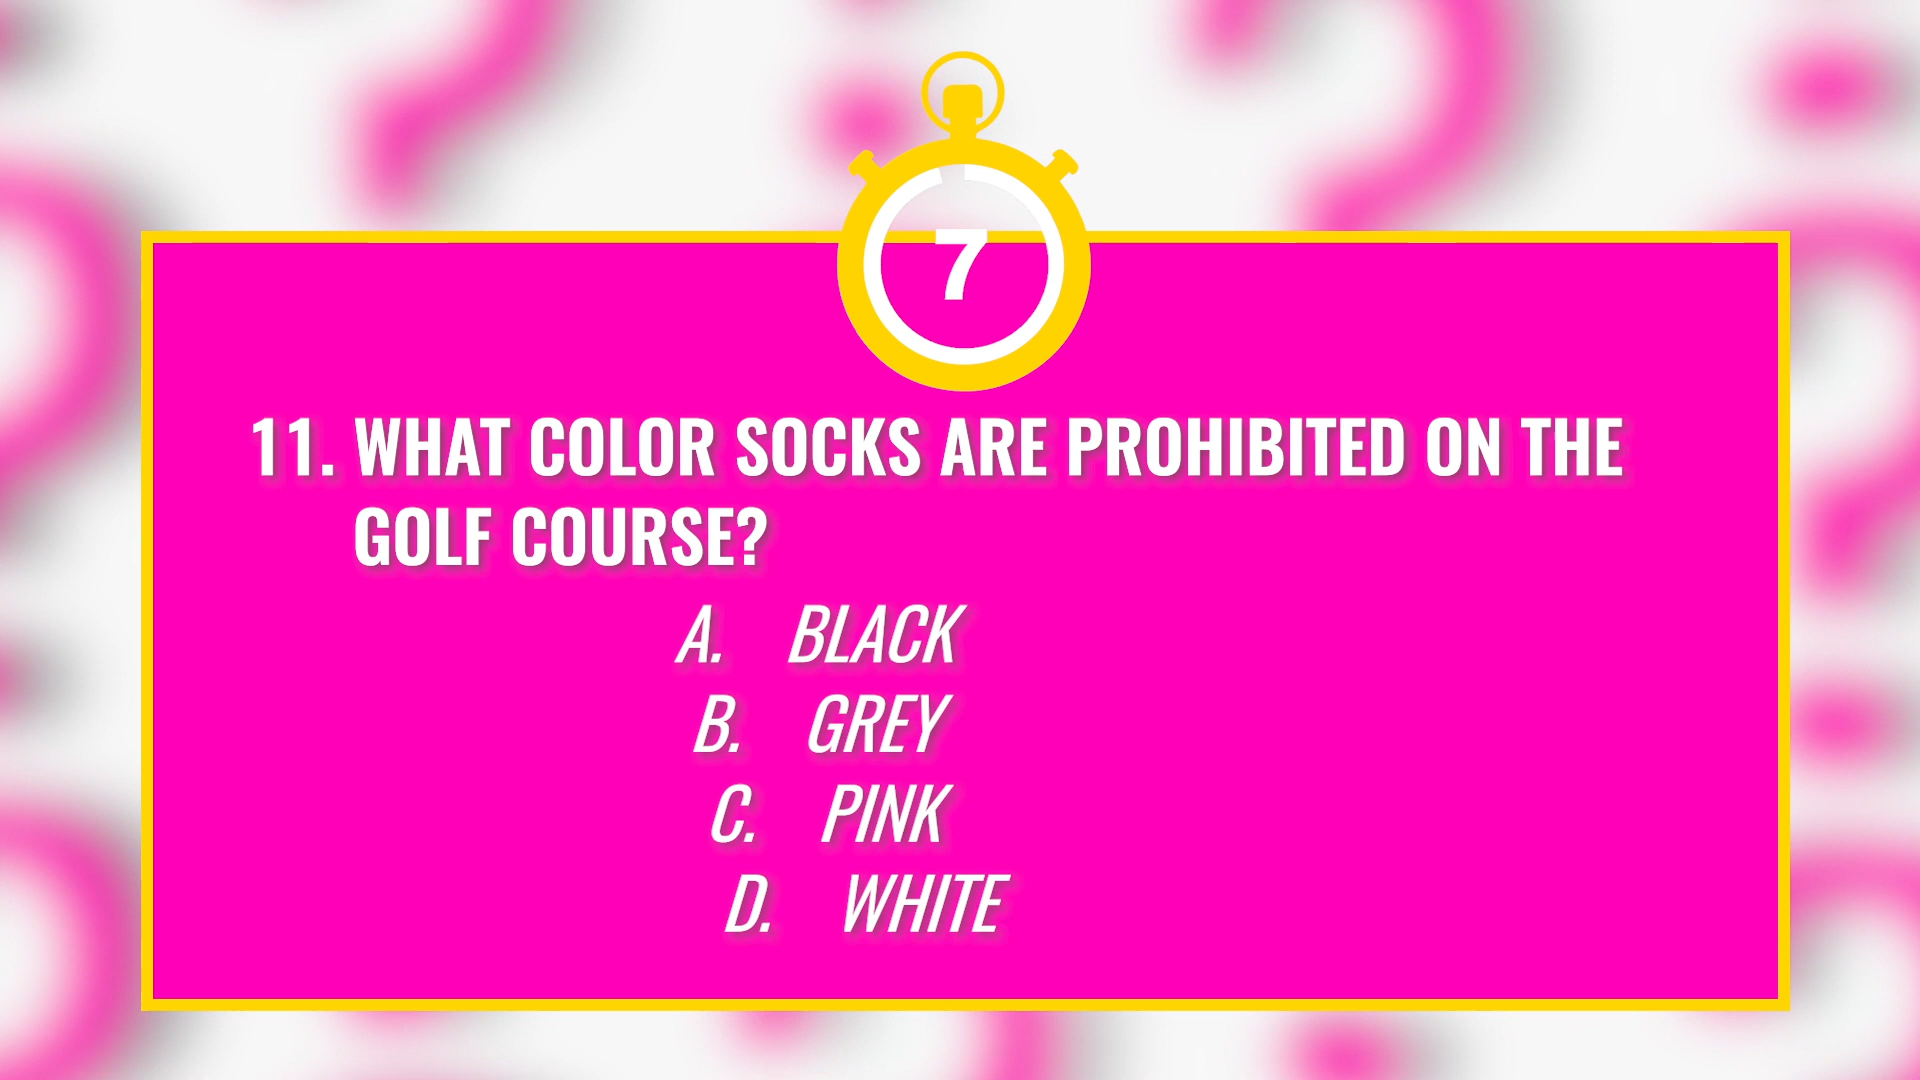 7
11. WHAT COLOR SOCKS ARE PROHIBITED ON THE
GOLF COURSE?
A. BLACK
B. GREY
C. PINK
D. WHITE